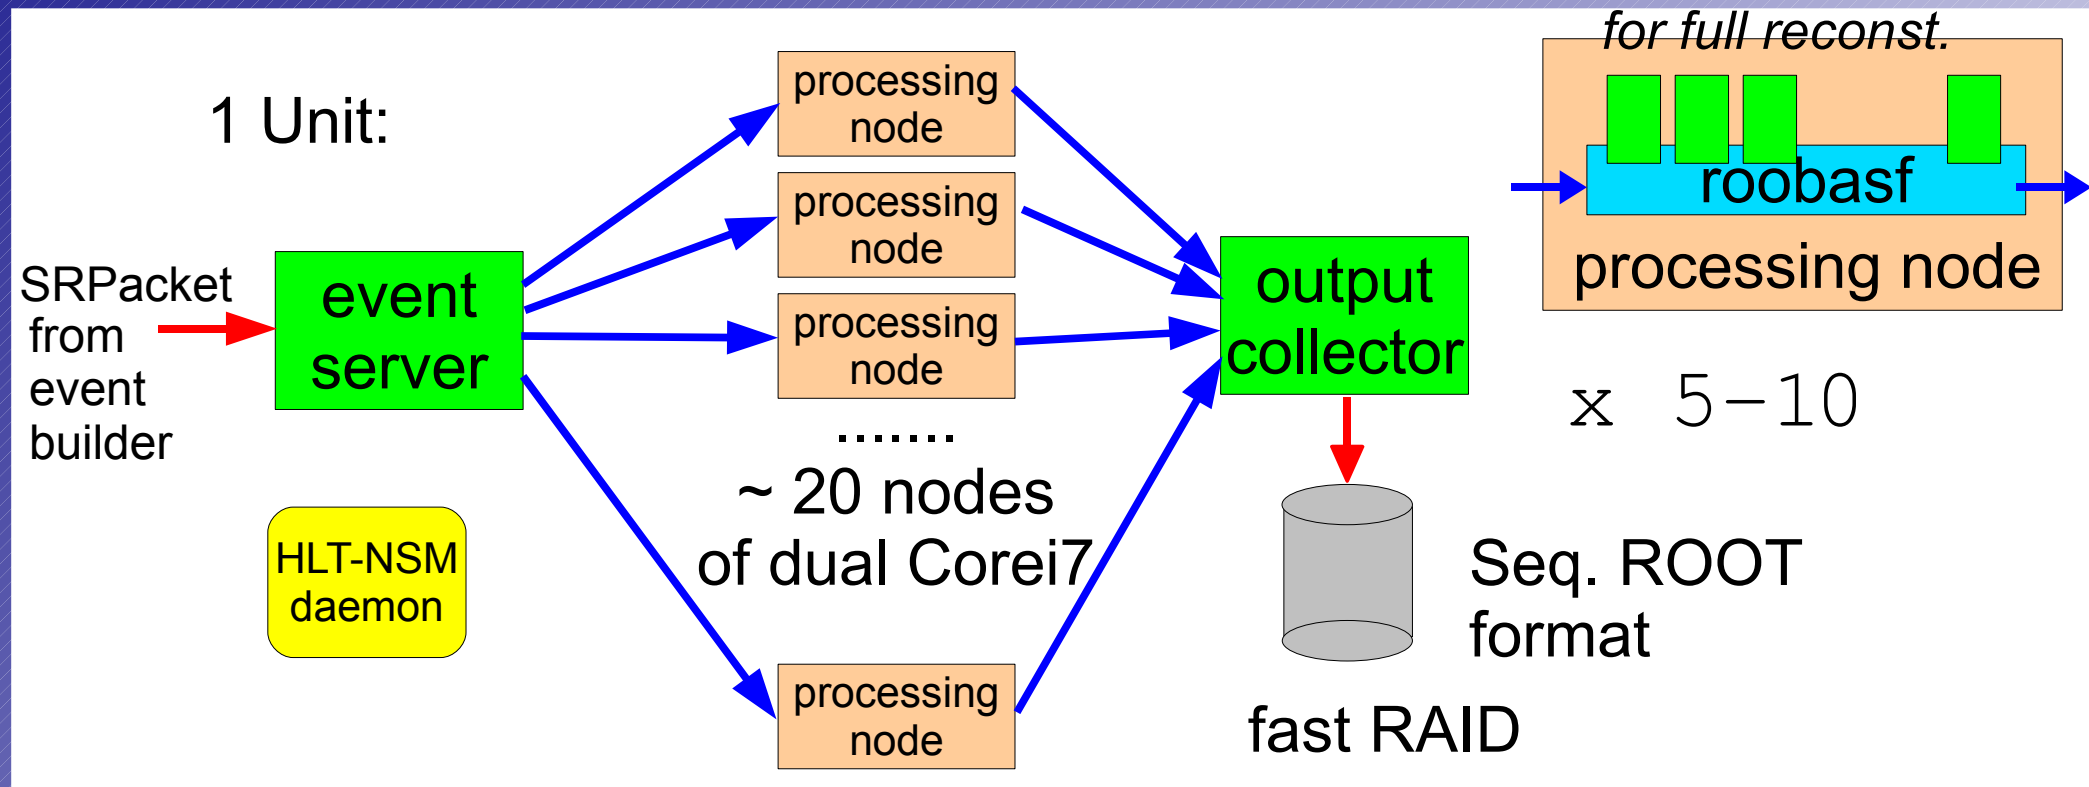 1 Unit:
SRPacket
from
event
builder
event
server
HLT-NSM
daemon
processing
node
processing
node
processing
node
.......
~ 20 nodes
of dual Corei7
processing
node
output
collector
Seq. ROOT
format
fast RAID
for full reconst.
roobasf
processing node
x 5-10